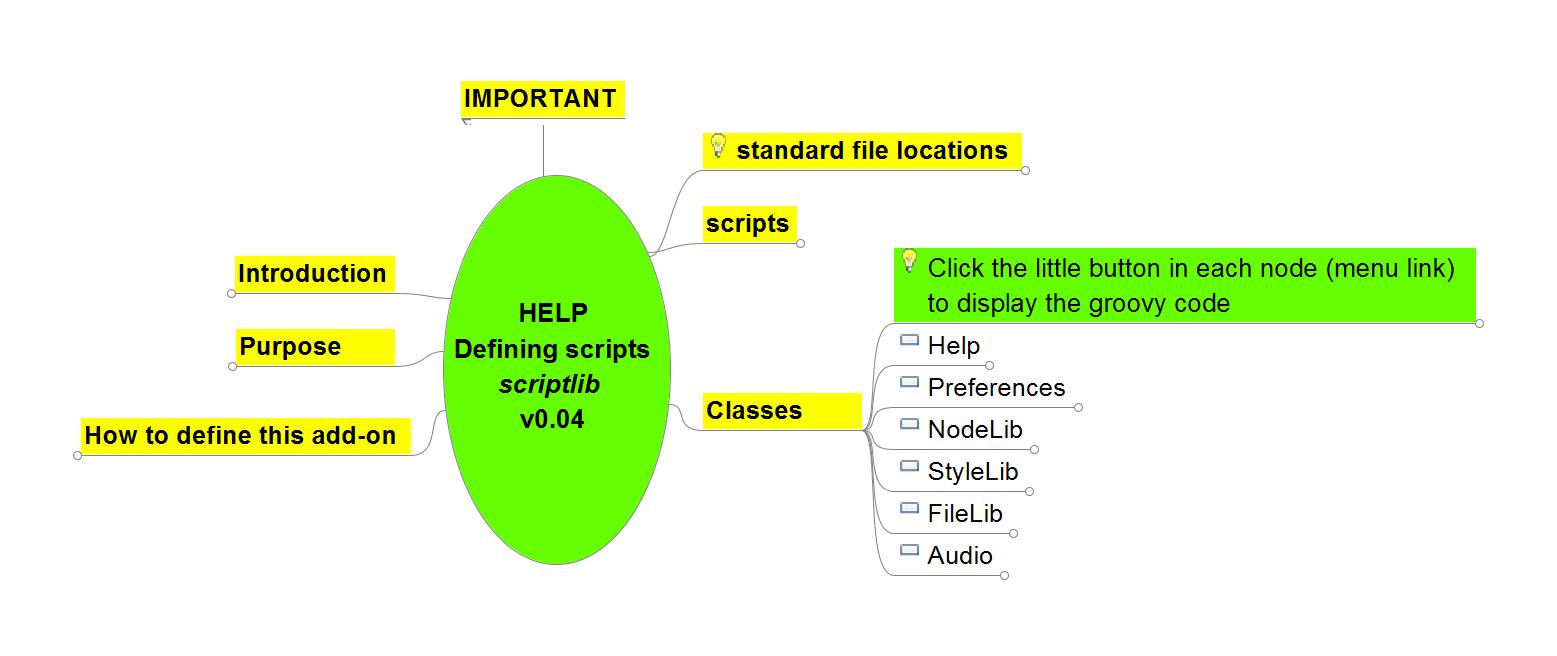 IMPORTANT
standard file locations
scripts
Introduction
Purpose
How to define this add-on
HELP
Defining scripts
scriptlib
v0.04
Classes
Click the little button in each node (menu link)
to display the groovy code
Help
Preferences
NodeLib
StyleLib
FileLib
Audio